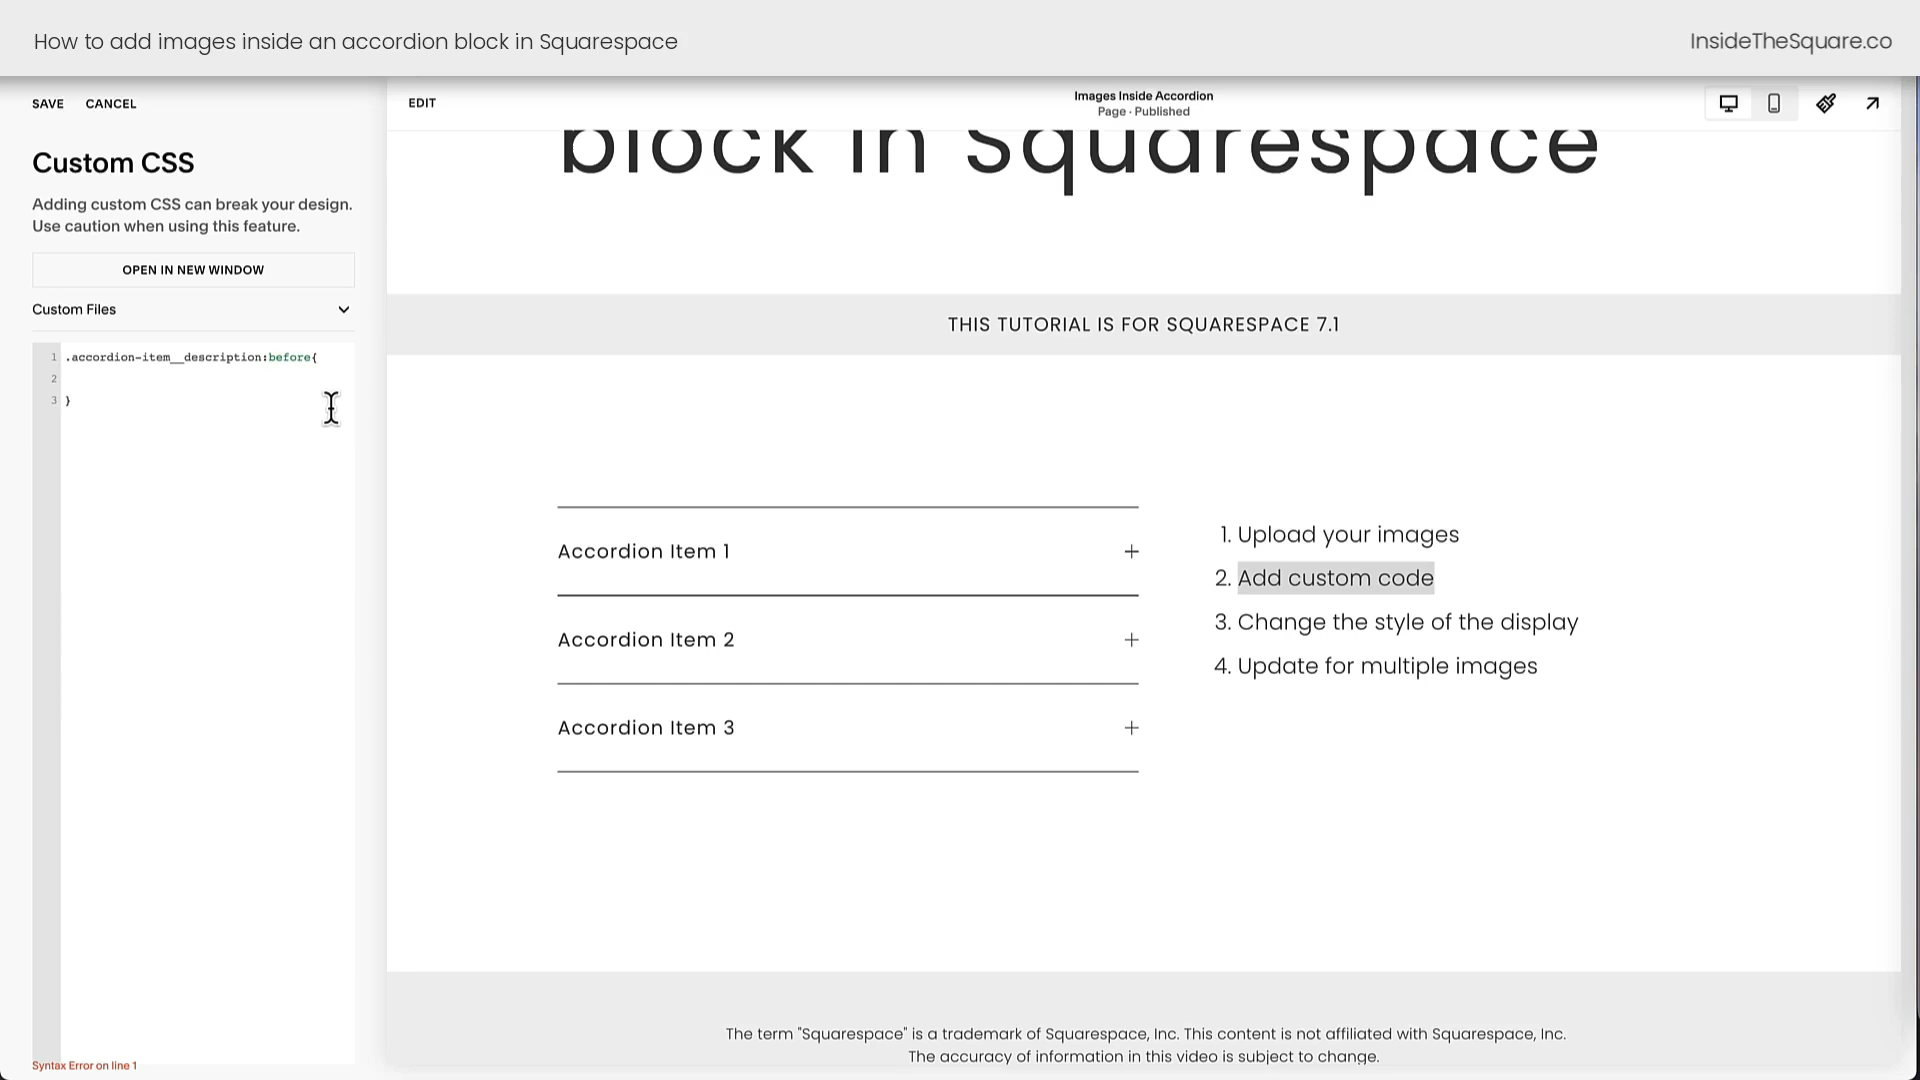 How to add images inside an accordion block in Squarespace
InsideTheSquare.co
SAVE CANCEL
EDIT
Images Inside Accordion
Page · Published
Custom CSS
Adding custom CSS can break your design.
Use caution when using this feature.
OPEN IN NEW WINDOW
Custom Files
1 .accordion-item__description:before{
2
3 }
Syntax Error on line 1
block in Squarespace
THIS TUTORIAL IS FOR SQUARESPACE 7.1
Accordion Item 1
Accordion Item 2
Accordion Item 3
1. Upload your images
2. Add custom code
3. Change the style of the display
4. Update for multiple images
The term "Squarespace" is a trademark of Squarespace, Inc. This content is not affiliated with Squarespace, Inc.
The accuracy of information in this video is subject to change.